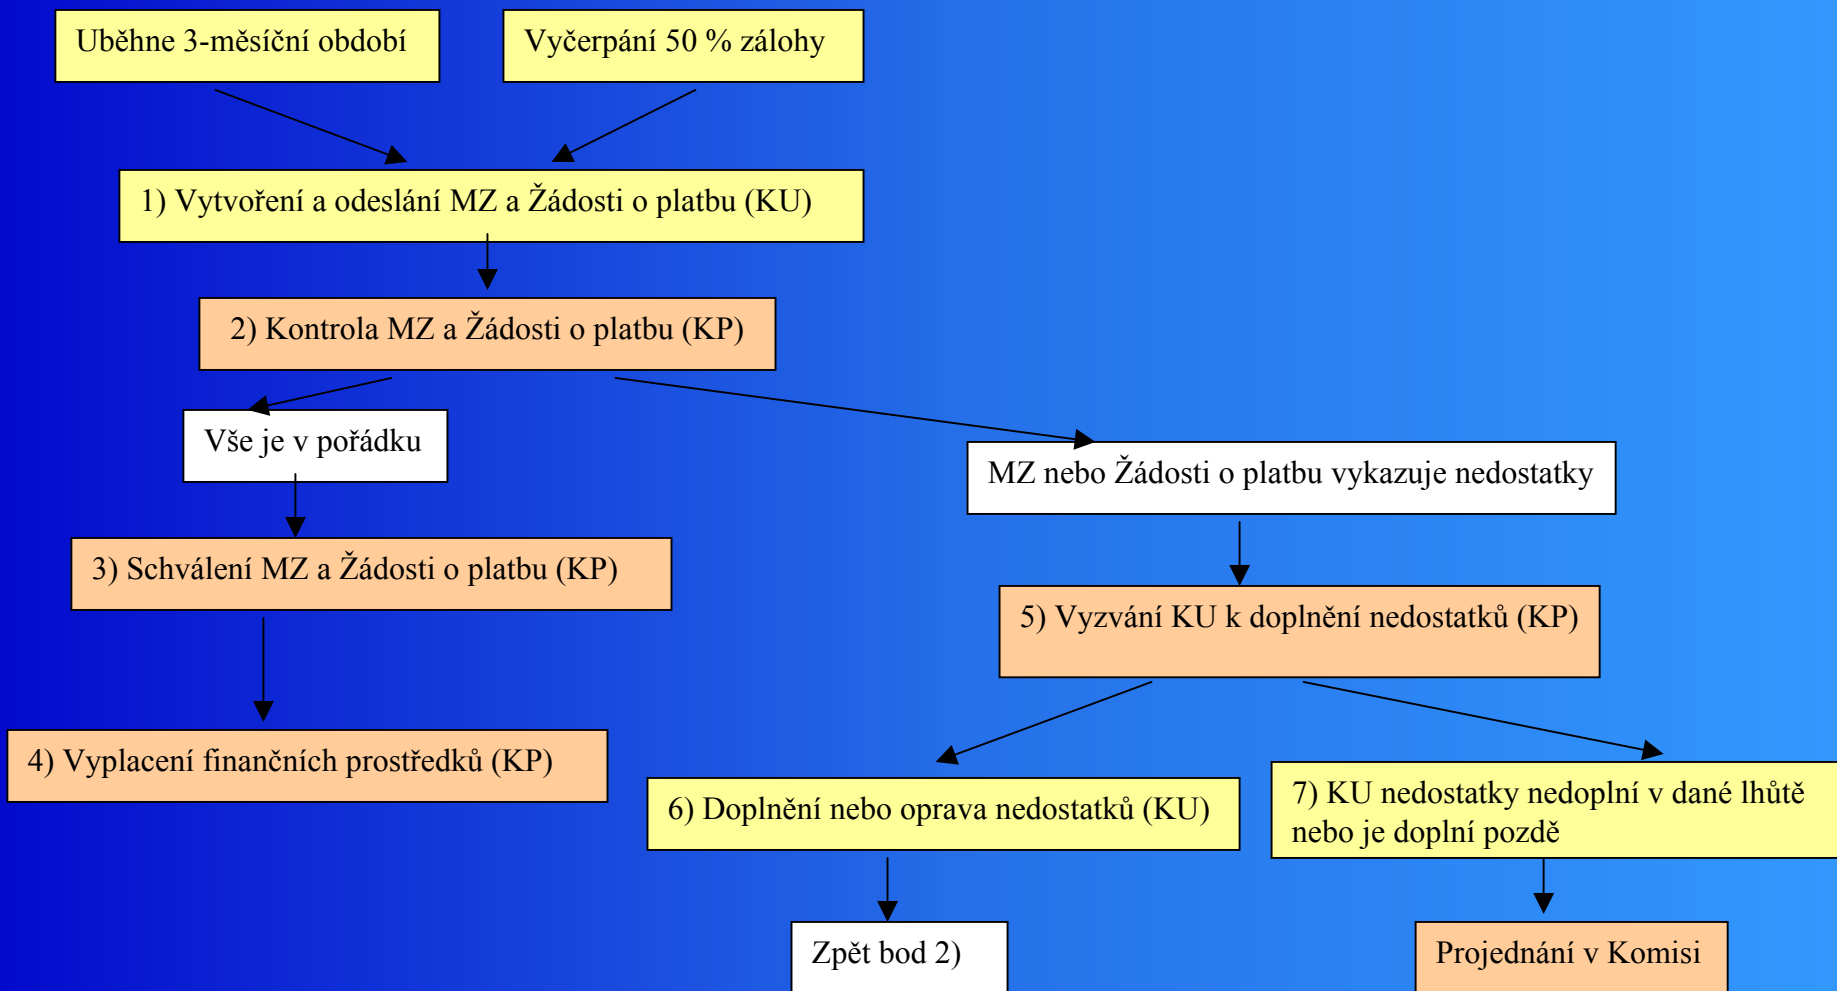 Uběhne 3-měsíční období
Vyčerpání 50 % zálohy
1) Vytvoření a odeslání MZ a Žádosti o platbu (KU)
2) Kontrola MZ a Žádosti o platbu (KP)
Vše je v pořádku
MZ nebo Žádosti o platbu vykazuje nedostatky
3) Schválení MZ a Žádosti o platbu (KP)
5) Vyzvání KU k doplnění nedostatků (KP)
4) Vyplacení finančních prostředků (KP)
6) Doplnění nebo oprava nedostatků (KU)
7) KU nedostatky nedoplní v dané lhůtě
nebo je doplní pozdě
Zpět bod 2)
Projednání v Komisi